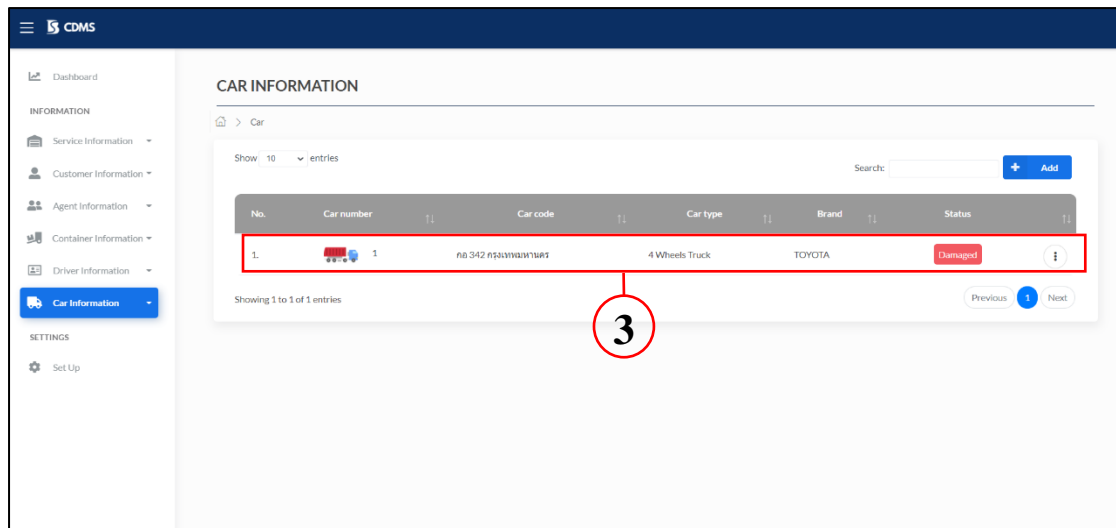 CDMS
Dashboard
CAR INFORMATION
INFORMATION
Car
Service Information
Show 10 entries
Search:
Add
Customer Information
Agent Information
No. Car number Car code Car type Brand Status
Container Information
1. 1 กอ 342 กรุงเทพมหานคร 4 Wheels Truck TOYOTA Damaged
Driver Information
Car Information
Showing 1 to 1 of 1 entries
Previous 1 Next
3
SETTINGS
Set Up